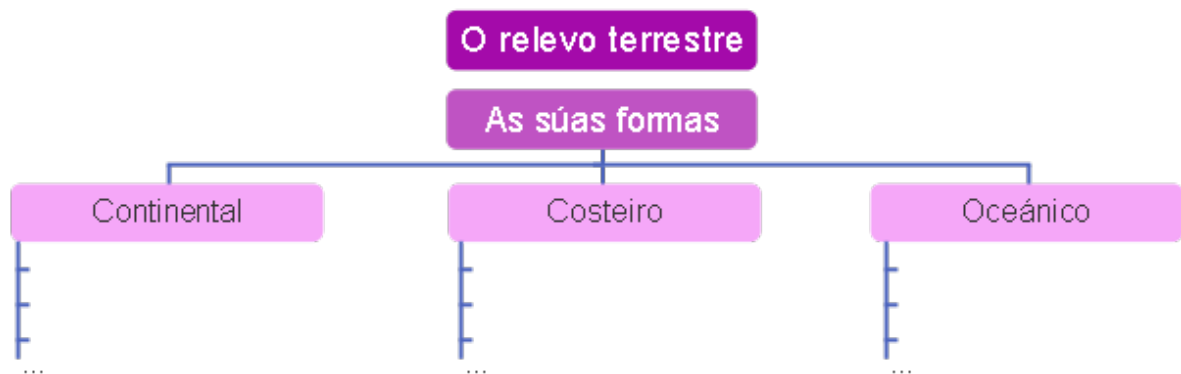 O relevo terrestre
As súas formas
Continental
Costeiro
Oceánico
...
...
...